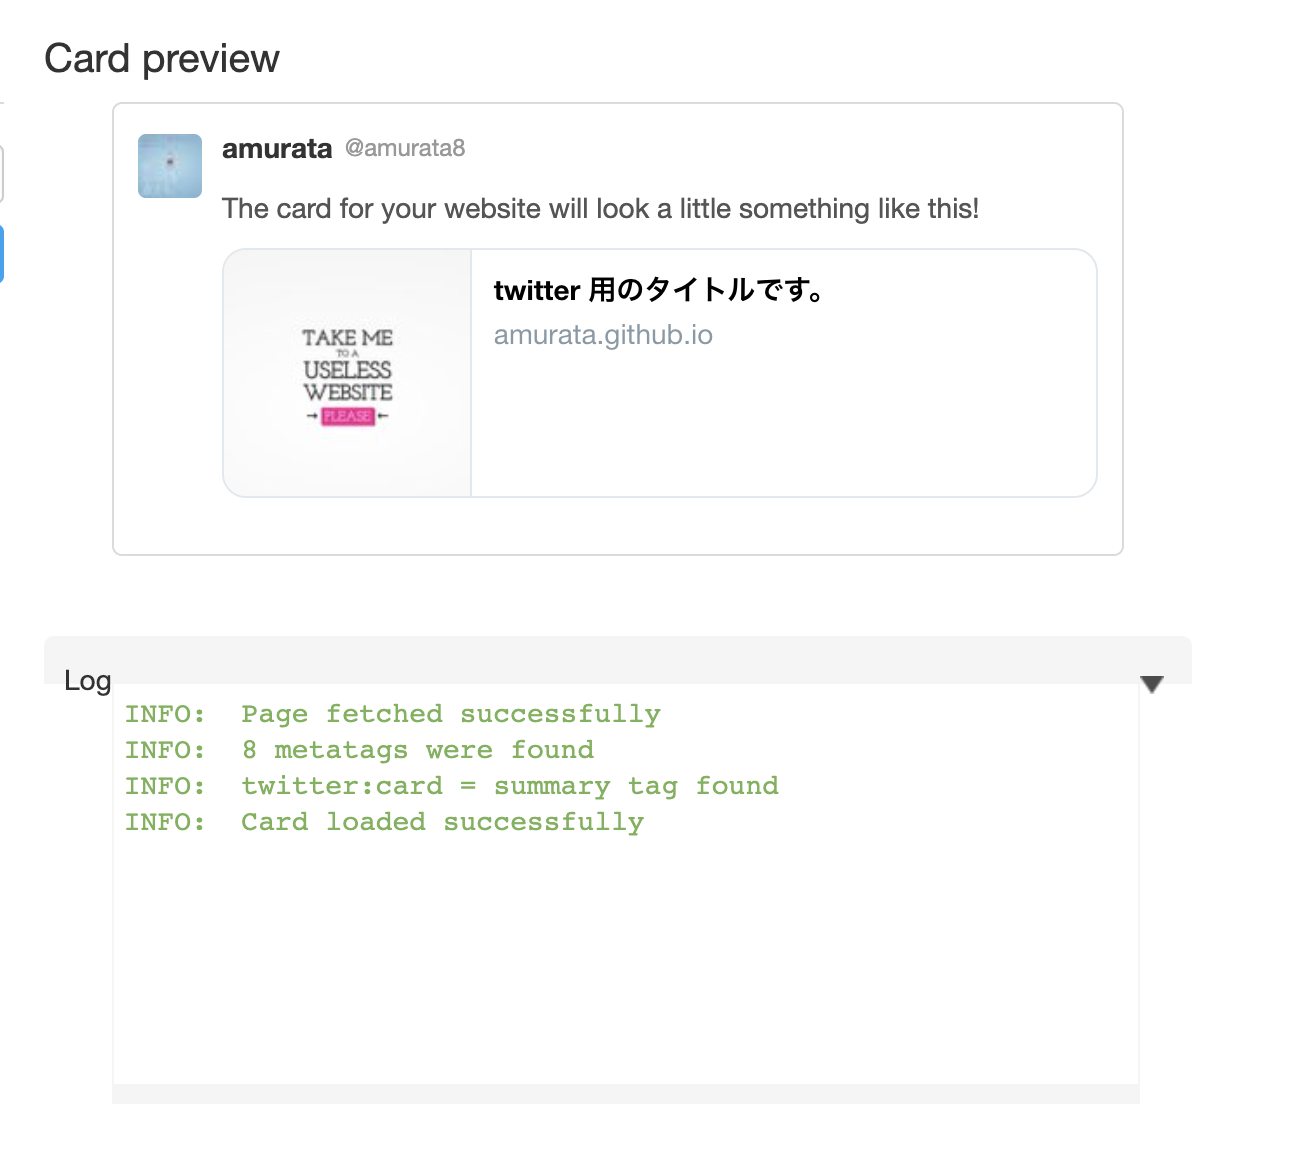 Card preview
amurata @amurata8
The card for your website will look a little something like this!
TAKE ME
TO A
USELESS
WEBSITE
→ PLEASE ←
twitter 用のタイトルです。
amurata.github.io
Log
INFO:  Page fetched successfully
INFO:  8 metatags were found
INFO:  twitter:card = summary tag found
INFO:  Card loaded successfully